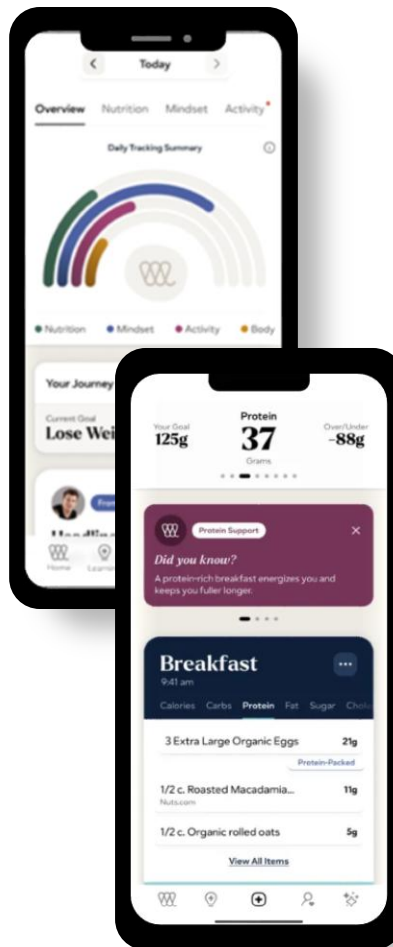 Today
Overview Nutrition Mindset Activity
Daily Tracking Summary
Nutrition Mindset Activity Body
Your Journey
Current Goal
Lose Wei
Home
Protein
Your Goal 37 Over/Under
125g -88g
Grams
Protein Support
Did you know?
A protein-rich breakfast energizes you and
keeps you fuller longer.
Breakfast
9:41 am
Calories Carbs Protein Fat Sugar Chole
3 Extra Large Organic Eggs 21g
Protein-Packed
1/2 c. Roasted Macadamia... 11g
Nuts.com
1/2 c. Organic rolled oats 5g
View All Items